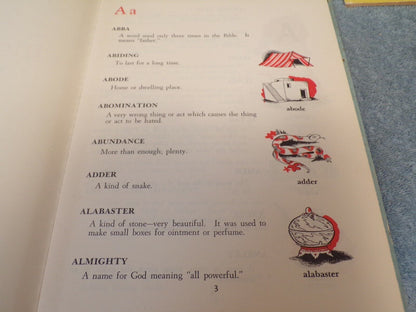 Aa
ABBA
A word used only three times in the Bible. It
means "father."
ABIDING
To last for a long time.
ABODE
Home or dwelling place.
abode
ABOMINATION
A very wrong thing or act which causes the thing
or act to be hated.
ABUNDANCE
More than enough, plenty.
ADDER
A kind of snake.
adder
ALABASTER
A kind of stone—very beautiful. It was used to
make small boxes for ointment or perfume.
alabaster
ALMIGHTY
A name for God meaning "all powerful."
3